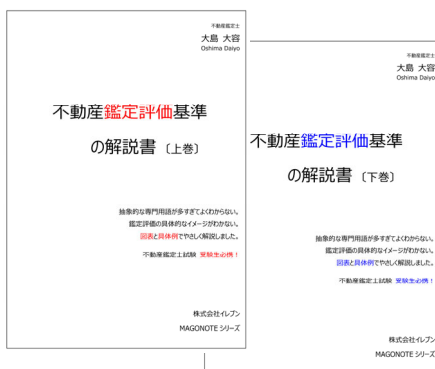 不動産鑑定士
大島 大容
Oshima Daiyo
不動産鑑定評価基準
の解説書〔上巻〕
抽象的な専門用語が多すぎてよくわからない。
鑑定評価の具体的なイメージがわかない。
図表と具体例でやさしく解説しました。
不動産鑑定士試験 受験生必携！
株式会社イレブン
MAGONOTE シリーズ
不動産鑑定士
大島 大容
Oshima Daiyo
不動産鑑定評価基準
の解説書〔下巻〕
抽象的な専門用語が多すぎてよくわからない。
鑑定評価の具体的なイメージがわかない。
図表と具体例でやさしく解説しました。
不動産鑑定士試験 受験生必携！
株式会社イレブン
MAGONOTE シリーズ